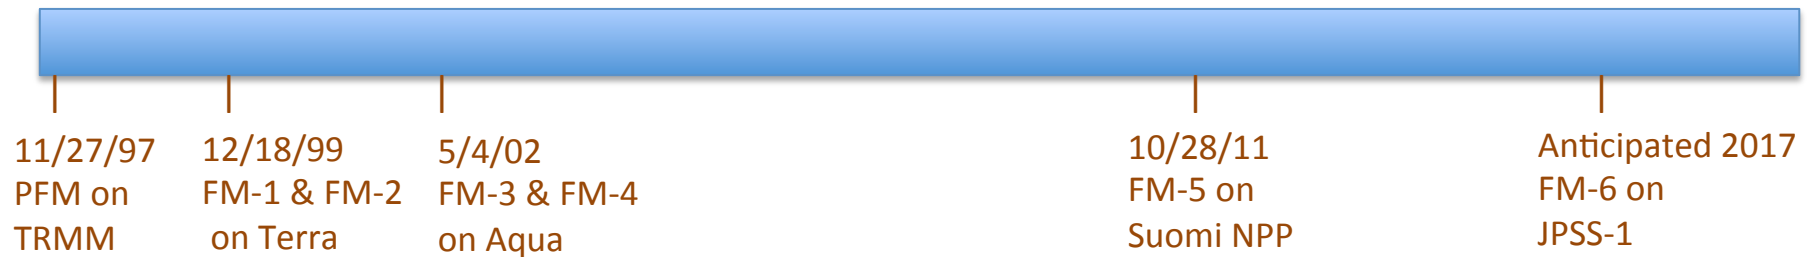 11/27/97
PFM on
TRMM
12/18/99
FM-1 & FM-2
on Terra
5/4/02
FM-3 & FM-4
on Aqua
10/28/11
FM-5 on
Suomi NPP
Anticipated 2017
FM-6 on
JPSS-1